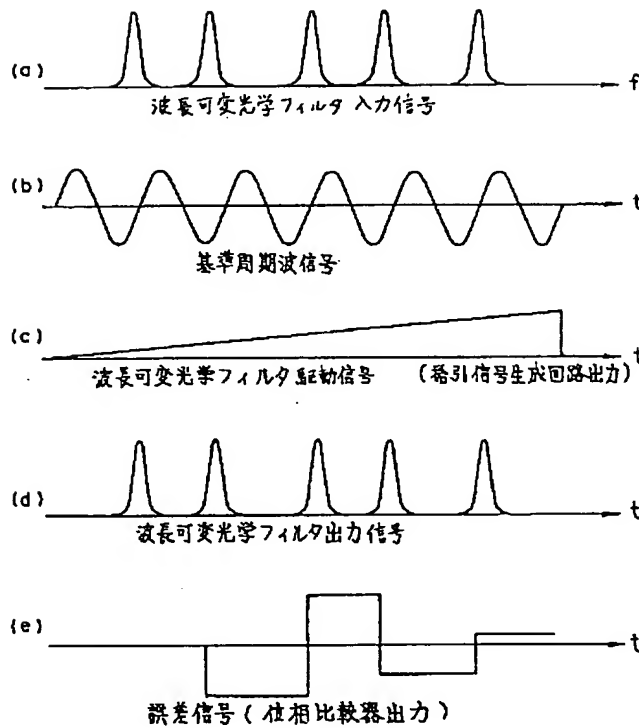 (a)
f
波長可変光学フィルタ 入力信号
(b)
t
基準周期波信号
(c)
t
波長可変光学フィルタ駆動信号 (掃引信号生成回路出力)
(d)
t
波長可変光学フィルタ出力信号
(e)
t
誤差信号(位相比較器出力)